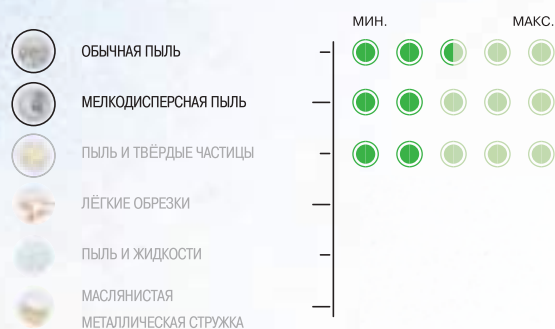 МИН. МАКС.
ОБЫЧНАЯ ПЫЛЬ
МЕЛКОДИСПЕРСНАЯ ПЫЛЬ
ПЫЛЬ И ТВЁРДЫЕ ЧАСТИЦЫ
ЛЁГКИЕ ОБРЕЗКИ
ПЫЛЬ И ЖИДКОСТИ
МАСЛЯНИСТАЯ
МЕТАЛЛИЧЕСКАЯ СТРУЖКА